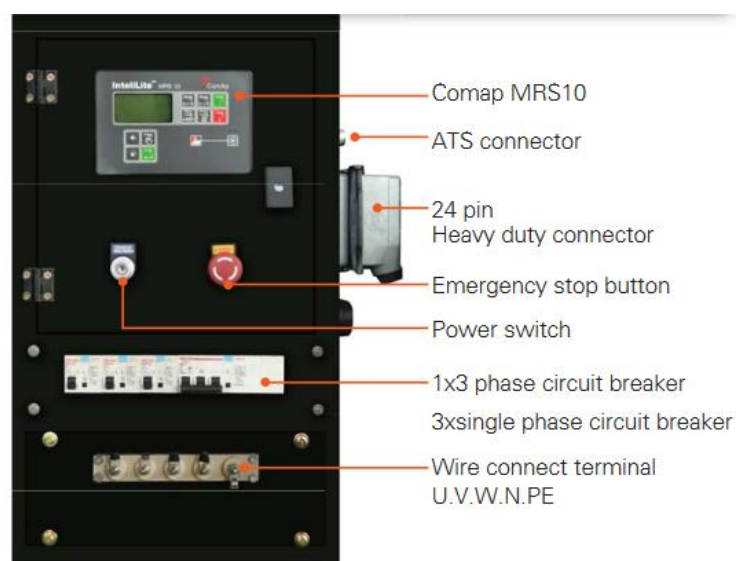 InteliLite MRS 10
ComAp
Comap MRS10
ATS connector
24 pin
Heavy duty connector
Emergency stop button
Power switch
1x3 phase circuit breaker
3xsingle phase circuit breaker
Wire connect terminal
U.V.W.N.PE